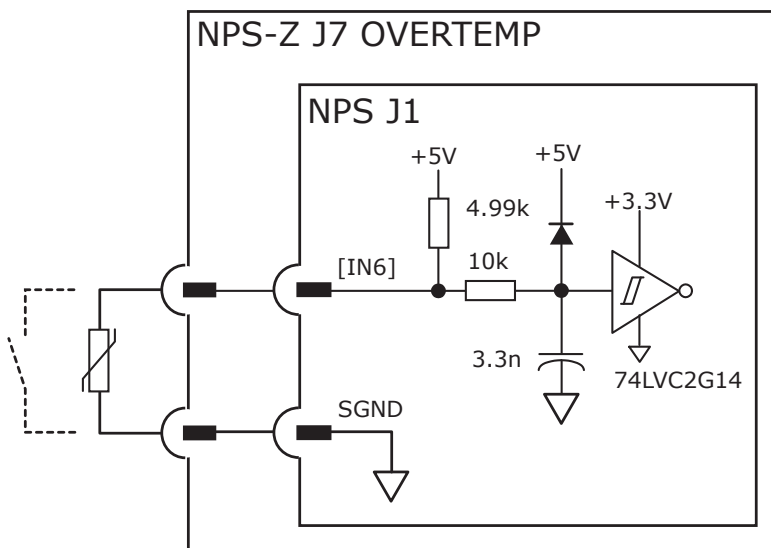 NPS-Z J7 OVERTEMP
NPS J1
+5V
+5V
+3.3V
4.99k
[IN6]
10k
3.3n
74LVC2G14
SGND